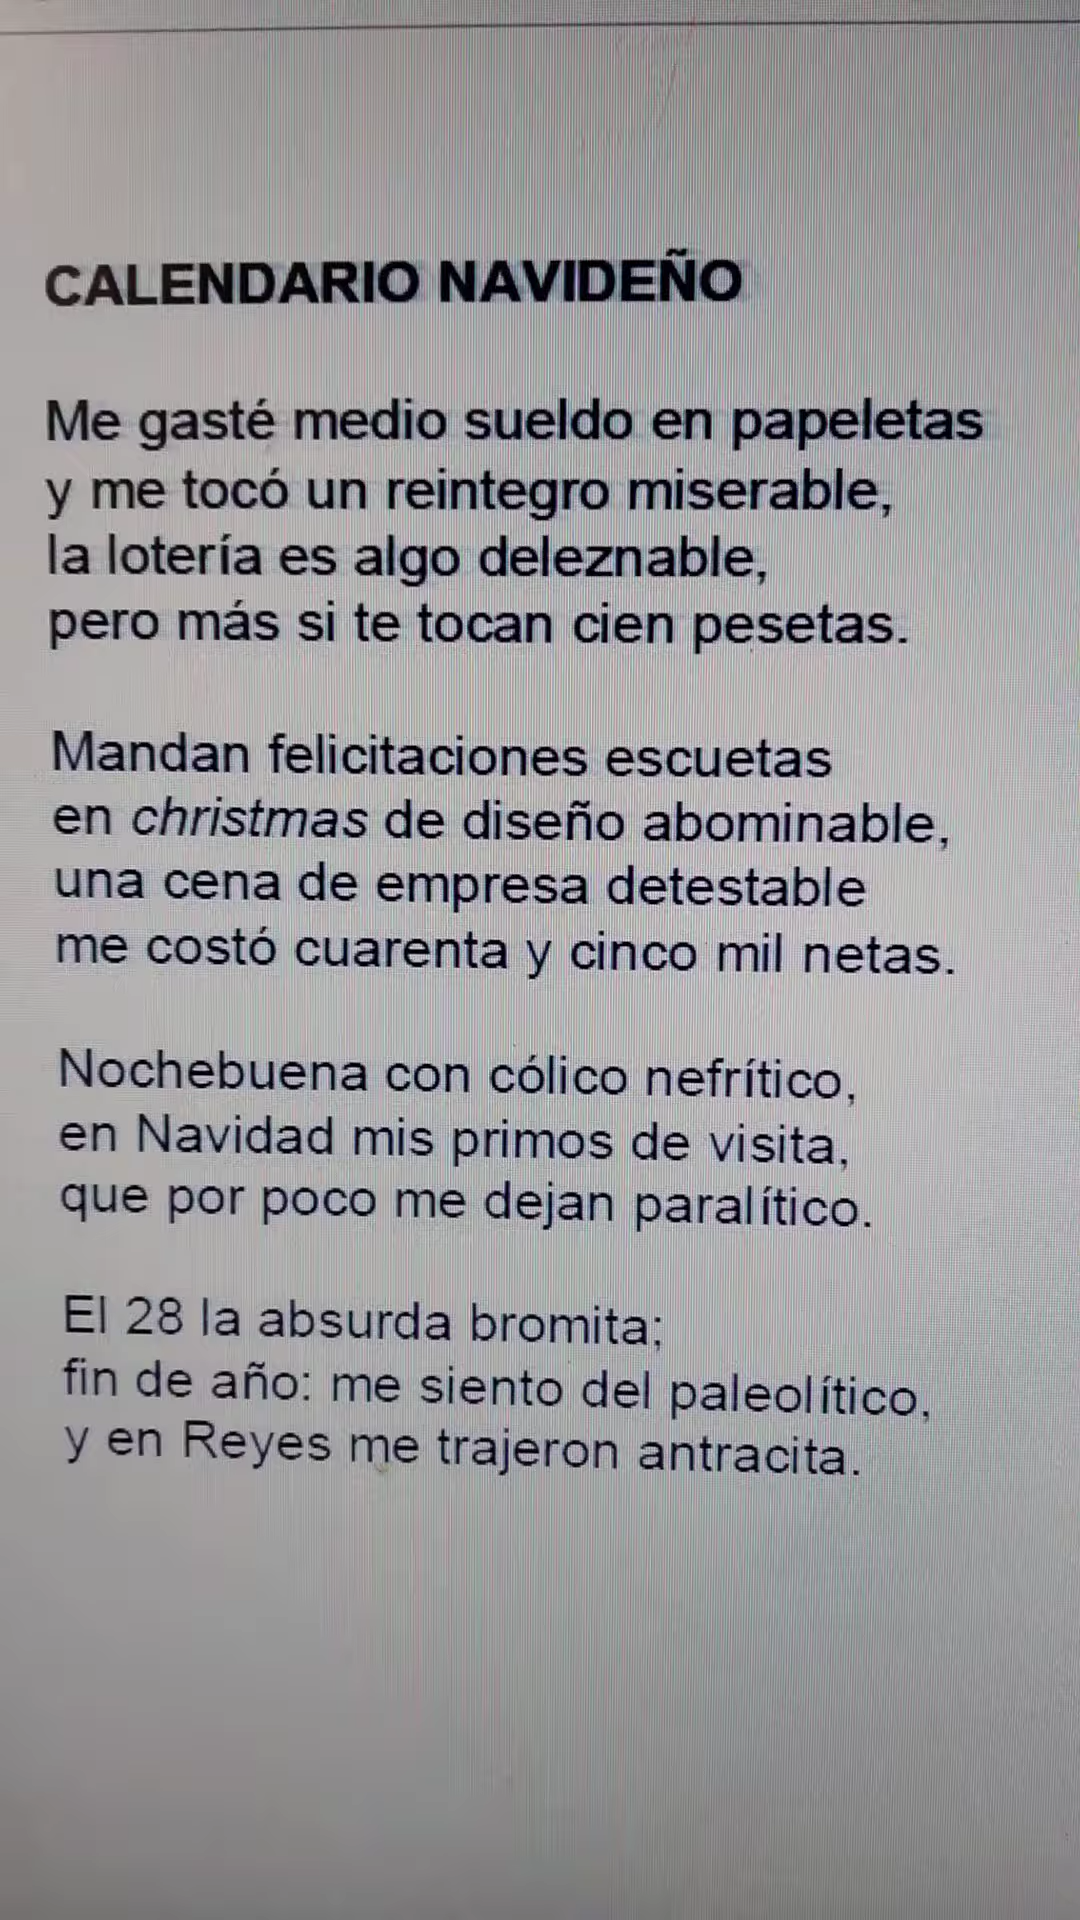 CALENDARIO NAVIDEÑO
Me gasté medio sueldo en papeletas
y me tocó un reintegro miserable,
la lotería es algo deleznable,
pero más si te tocan cien pesetas.
Mandan felicitaciones escuetas
en christmas de diseño abominable,
una cena de empresa detestable
me costó cuarenta y cinco mil netas.
Nochebuena con cólico nefrítico,
en Navidad mis primos de visita,
que por poco me dejan paralítico.
El 28 la absurda bromita;
fin de año: me siento del paleolítico,
y en Reyes me trajeron antracita.